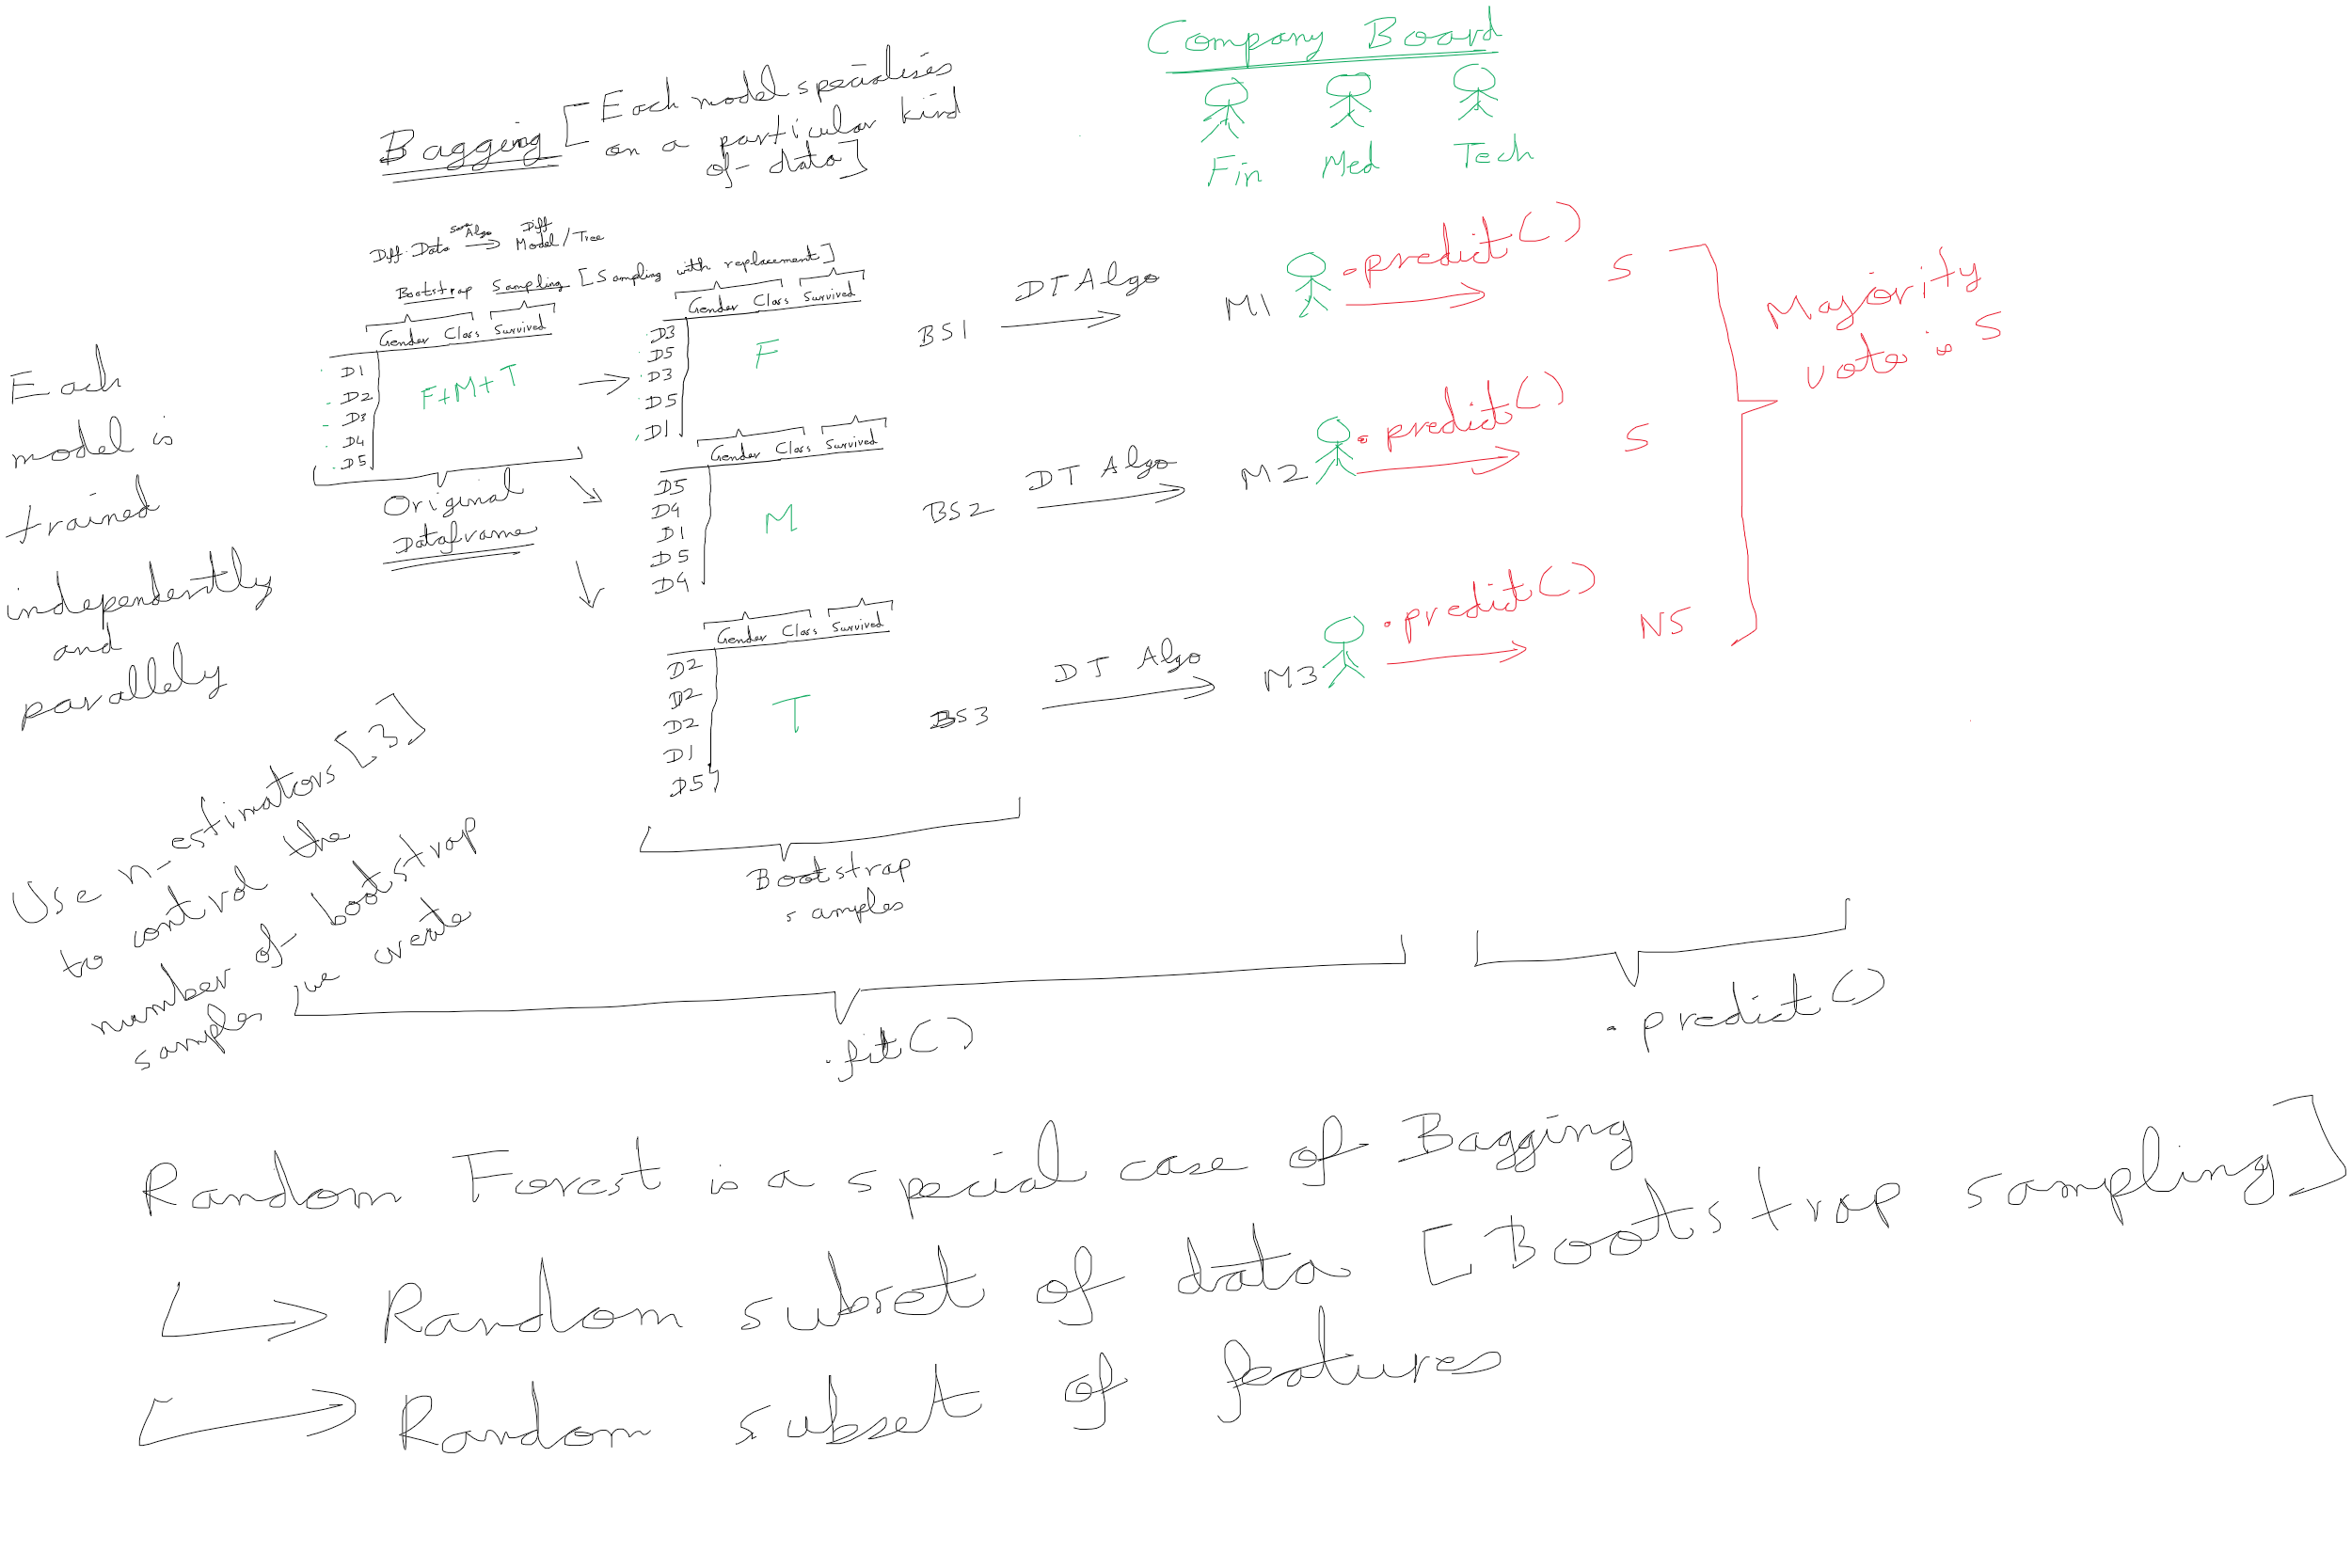 Company Board
Fin Med Tech
Bagging [Each model specialises
on a particular kind
of data]
Diff Data Same Algo Diff Model/Tree
Bootstrap Sampling [Sampling with replacement]
Gender Class Survived
D1
D2
D3
D4
D5
F+M+T
Original
Dataframe
Gender Class Survived
D3
D5
D3
D5
D1
F
BS1
DT Algo
M1
.predict()
S
Gender Class Survived
D5
D4
D1
D5
D4
M
BS2
DT Algo
M2
.predict()
S
Gender Class Survived
D2
D2
D2
D1
D5
T
BS3
DT Algo
M3
.predict()
NS
Majority
vote is S
Each
model is
trained
independently
and
parallely
Use n_estimators [3]
to control the
number of bootstrap
samples we create
Bootstrap
samples
.fit()
.predict()
Random Forest is a special case of Bagging
Random subset of data [Bootstrap sampling]
Random subset of features